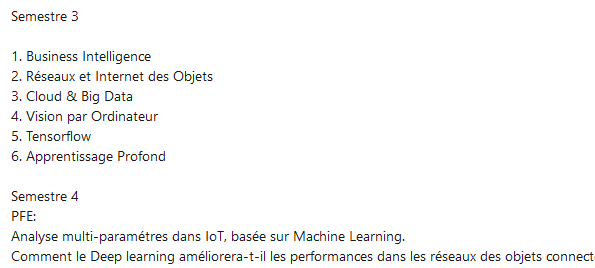 Semestre 3
1. Business Intelligence
2. Réseaux et Internet des Objets
3. Cloud & Big Data
4. Vision par Ordinateur
5. Tensorflow
6. Apprentissage Profond
Semestre 4
PFE:
Analyse multi-paramétres dans IoT, basée sur Machine Learning.
Comment le Deep learning améliorera-t-il les performances dans les réseaux des objets